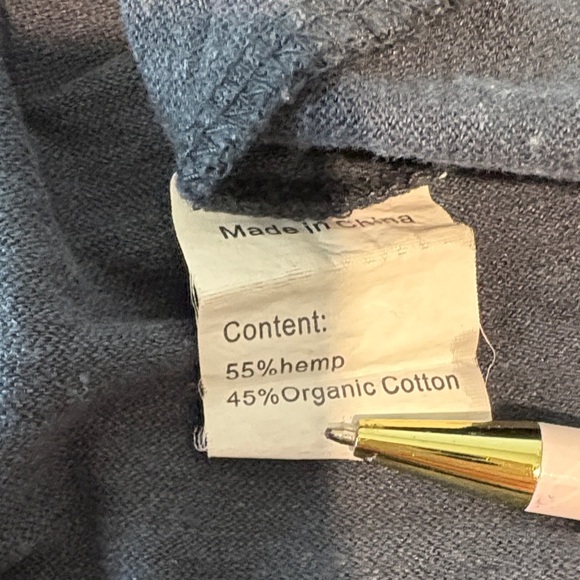 Made in China
Content:
55%hemp
45%Organic Cotton